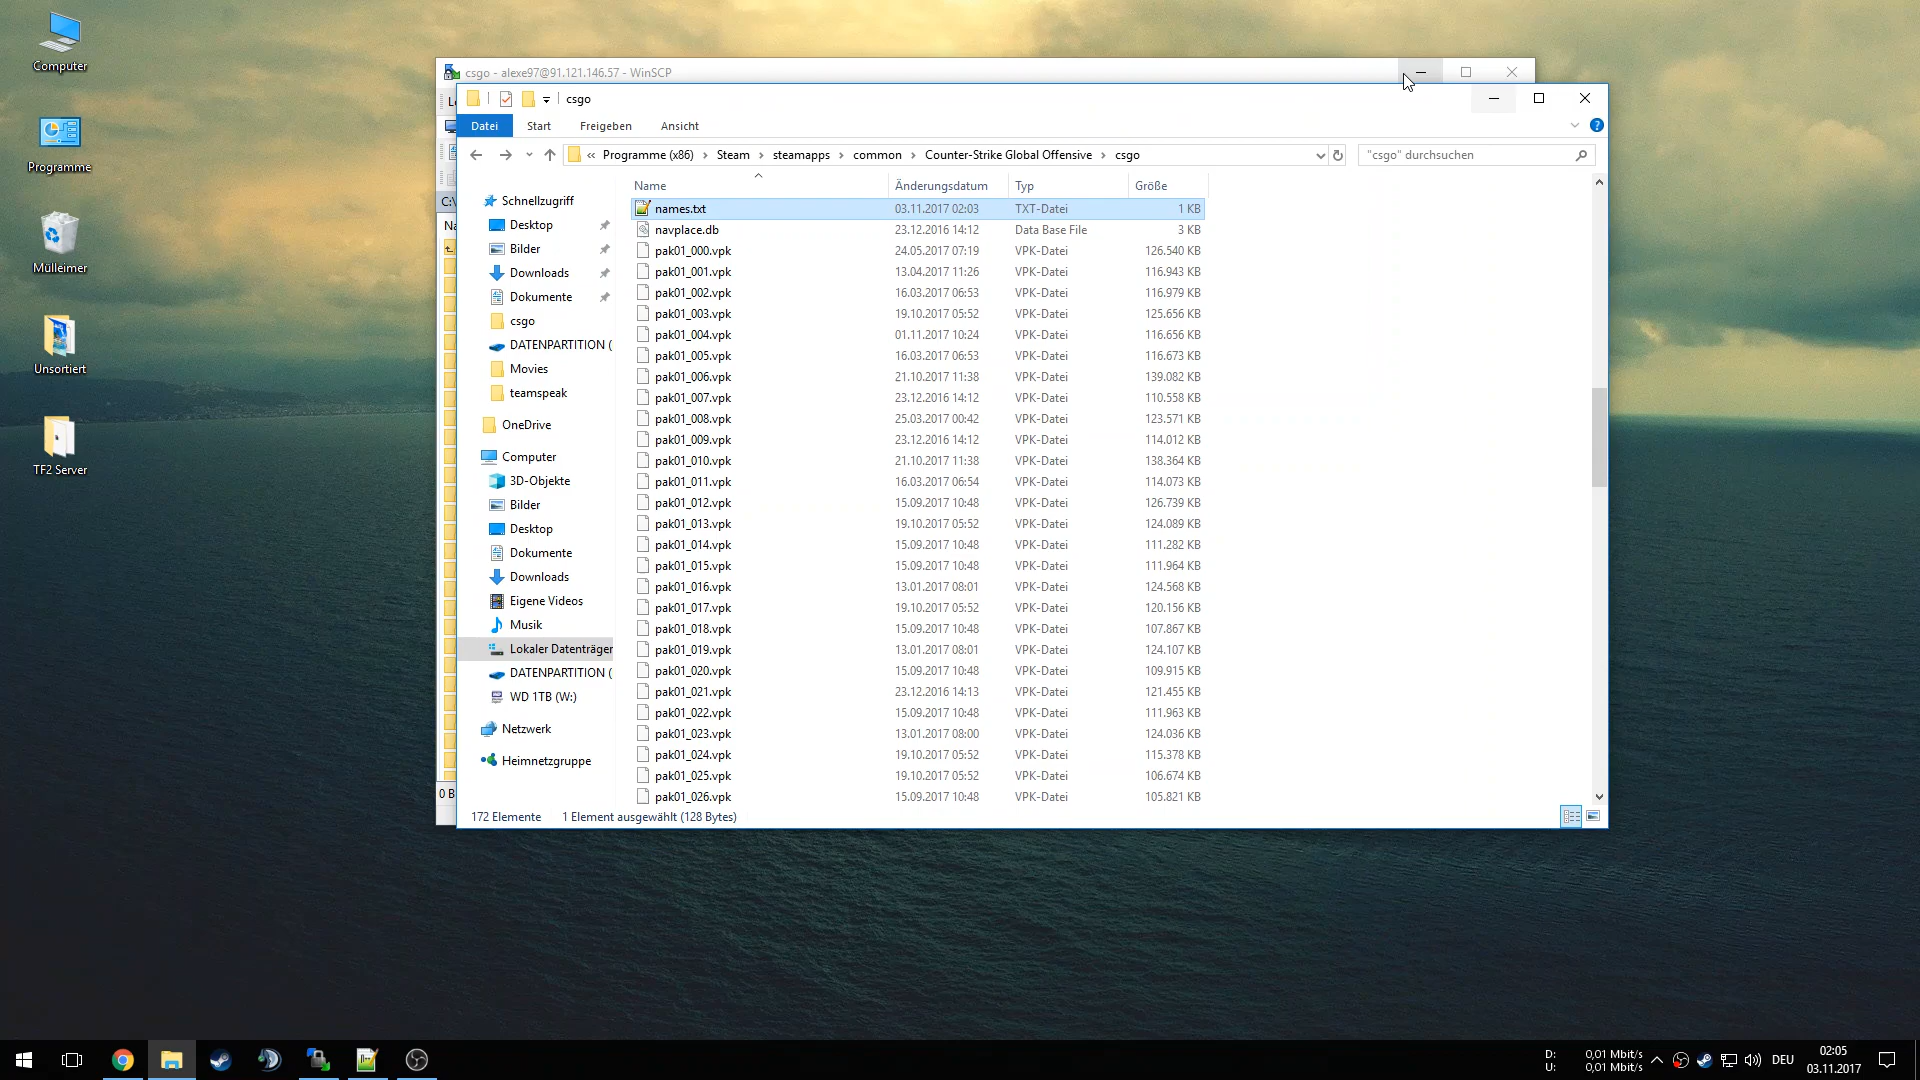 Computer
Programme
Mülleimer
Unsortiert
TF2 Server
csgo - alexe97@91.121.146.57 - WinSCP
csgo
Datei Start Freigeben Ansicht
« Programme (x86) › Steam › steamapps › common › Counter-Strike Global Offensive › csgo
"csgo" durchsuchen
C:\
0 B
Schnellzugriff
Desktop
Bilder
Downloads
Dokumente
csgo
DATENPARTITION (
Movies
teamspeak
OneDrive
Computer
3D-Objekte
Bilder
Desktop
Dokumente
Downloads
Eigene Videos
Musik
Lokaler Datenträger
DATENPARTITION (
WD 1TB (W:)
Netzwerk
Heimnetzgruppe
Name Änderungsdatum Typ Größe
names.txt 03.11.2017 02:03 TXT-Datei 1 KB
navplace.db 23.12.2016 14:12 Data Base File 3 KB
pak01_000.vpk 24.05.2017 07:19 VPK-Datei 126.540 KB
pak01_001.vpk 13.04.2017 11:26 VPK-Datei 116.943 KB
pak01_002.vpk 16.03.2017 06:53 VPK-Datei 116.979 KB
pak01_003.vpk 19.10.2017 05:52 VPK-Datei 125.656 KB
pak01_004.vpk 01.11.2017 10:24 VPK-Datei 116.656 KB
pak01_005.vpk 16.03.2017 06:53 VPK-Datei 116.673 KB
pak01_006.vpk 21.10.2017 11:38 VPK-Datei 139.082 KB
pak01_007.vpk 23.12.2016 14:12 VPK-Datei 110.558 KB
pak01_008.vpk 25.03.2017 00:42 VPK-Datei 123.571 KB
pak01_009.vpk 23.12.2016 14:12 VPK-Datei 114.012 KB
pak01_010.vpk 21.10.2017 11:38 VPK-Datei 138.364 KB
pak01_011.vpk 16.03.2017 06:54 VPK-Datei 114.073 KB
pak01_012.vpk 15.09.2017 10:48 VPK-Datei 126.739 KB
pak01_013.vpk 19.10.2017 05:52 VPK-Datei 124.089 KB
pak01_014.vpk 15.09.2017 10:48 VPK-Datei 111.282 KB
pak01_015.vpk 15.09.2017 10:48 VPK-Datei 111.964 KB
pak01_016.vpk 13.01.2017 08:01 VPK-Datei 124.568 KB
pak01_017.vpk 19.10.2017 05:52 VPK-Datei 120.156 KB
pak01_018.vpk 15.09.2017 10:48 VPK-Datei 107.867 KB
pak01_019.vpk 13.01.2017 08:01 VPK-Datei 124.107 KB
pak01_020.vpk 15.09.2017 10:48 VPK-Datei 109.915 KB
pak01_021.vpk 23.12.2016 14:13 VPK-Datei 121.455 KB
pak01_022.vpk 15.09.2017 10:48 VPK-Datei 111.963 KB
pak01_023.vpk 13.01.2017 08:00 VPK-Datei 124.036 KB
pak01_024.vpk 19.10.2017 05:52 VPK-Datei 115.378 KB
pak01_025.vpk 19.10.2017 05:52 VPK-Datei 106.674 KB
pak01_026.vpk 15.09.2017 10:48 VPK-Datei 105.821 KB
172 Elemente 1 Element ausgewählt (128 Bytes)
D: 0,01 Mbit/s
U: 0,01 Mbit/s
DEU
02:05
03.11.2017